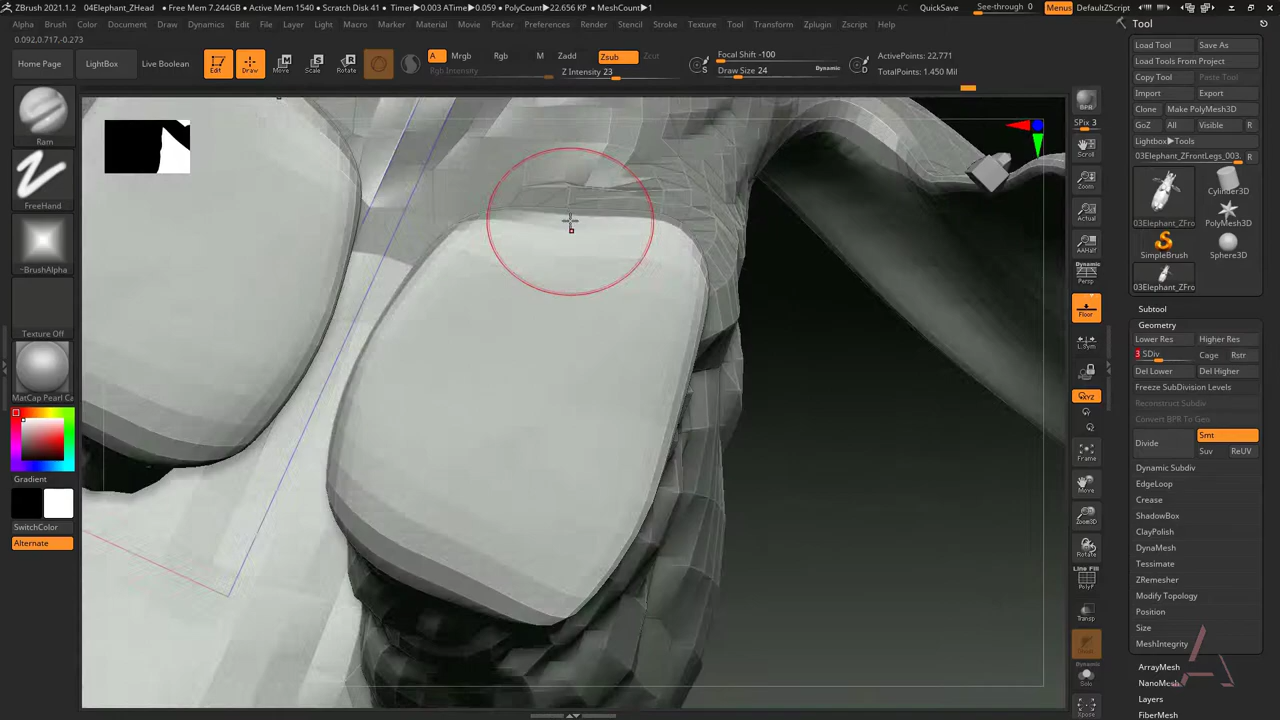 ZBrush 2021.1.2   04Elephant_ZHead   • Free Mem 7.244GB • Active Mem 1540 • Scratch Disk 41 • Timer▶0.003 ATime▶0.059 • PolyCount▶22.656 KP • MeshCount▶1   AC   QuickSave   See-through 0   Menus   DefaultZScript
Alpha Color Document Draw Dynamics Edit File Layer Light Macro Marker Material Movie Picker Preferences Render Stencil Stroke Texture Tool Transform Zplugin Zscript Help
0.092,0.717,-0.273
Home Page   LightBox   Live Boolean   Edit   Draw   Move   Scale   Rotate   A   Mrgb   Rgb   M   Zadd   Zsub   Zcut
Rgb Intensity   Z Intensity 23
Focal Shift -100
Draw Size 24   Dynamic
ActivePoints: 22,771
TotalPoints: 1.450 Mil
S
D
FreeHand
~BrushAlpha
Texture Off
MatCap Pearl Ca
Gradient
SwitchColor
Alternate
BPR
SPix 3
Scroll
Zoom
Actual
AAHalf
Dynamic
Persp
Floor
L.Sym
XYZ
Frame
Move
Zoom3D
Rotate
Line Fill
PolyF
Transp
Dynamic
Solo
Xpose
Tool
Load Tool   Save As
Load Tools From Project
Copy Tool   Paste Tool
Import   Export
Clone   Make PolyMesh3D
GoZ   All   Visible   R
Lightbox▶Tools
03Elephant_ZFrontLegs_003.   R
Cylinder3D
03Elephant_ZFro   PolyMesh3D
SimpleBrush   Sphere3D
03Elephant_ZFro
Subtool
Geometry
Lower Res   Higher Res
3 SDiv   Cage   Rstr
Del Lower   Del Higher
Freeze SubDivision Levels
Reconstruct Subdiv
Convert BPR To Geo
Divide   Smt
Suv   ReUV
Dynamic Subdiv
EdgeLoop
Crease
ShadowBox
ClayPolish
DynaMesh
Tessimate
ZRemesher
Modify Topology
Position
Size
MeshIntegrity
ArrayMesh
NanoMesh
Layers
FiberMesh